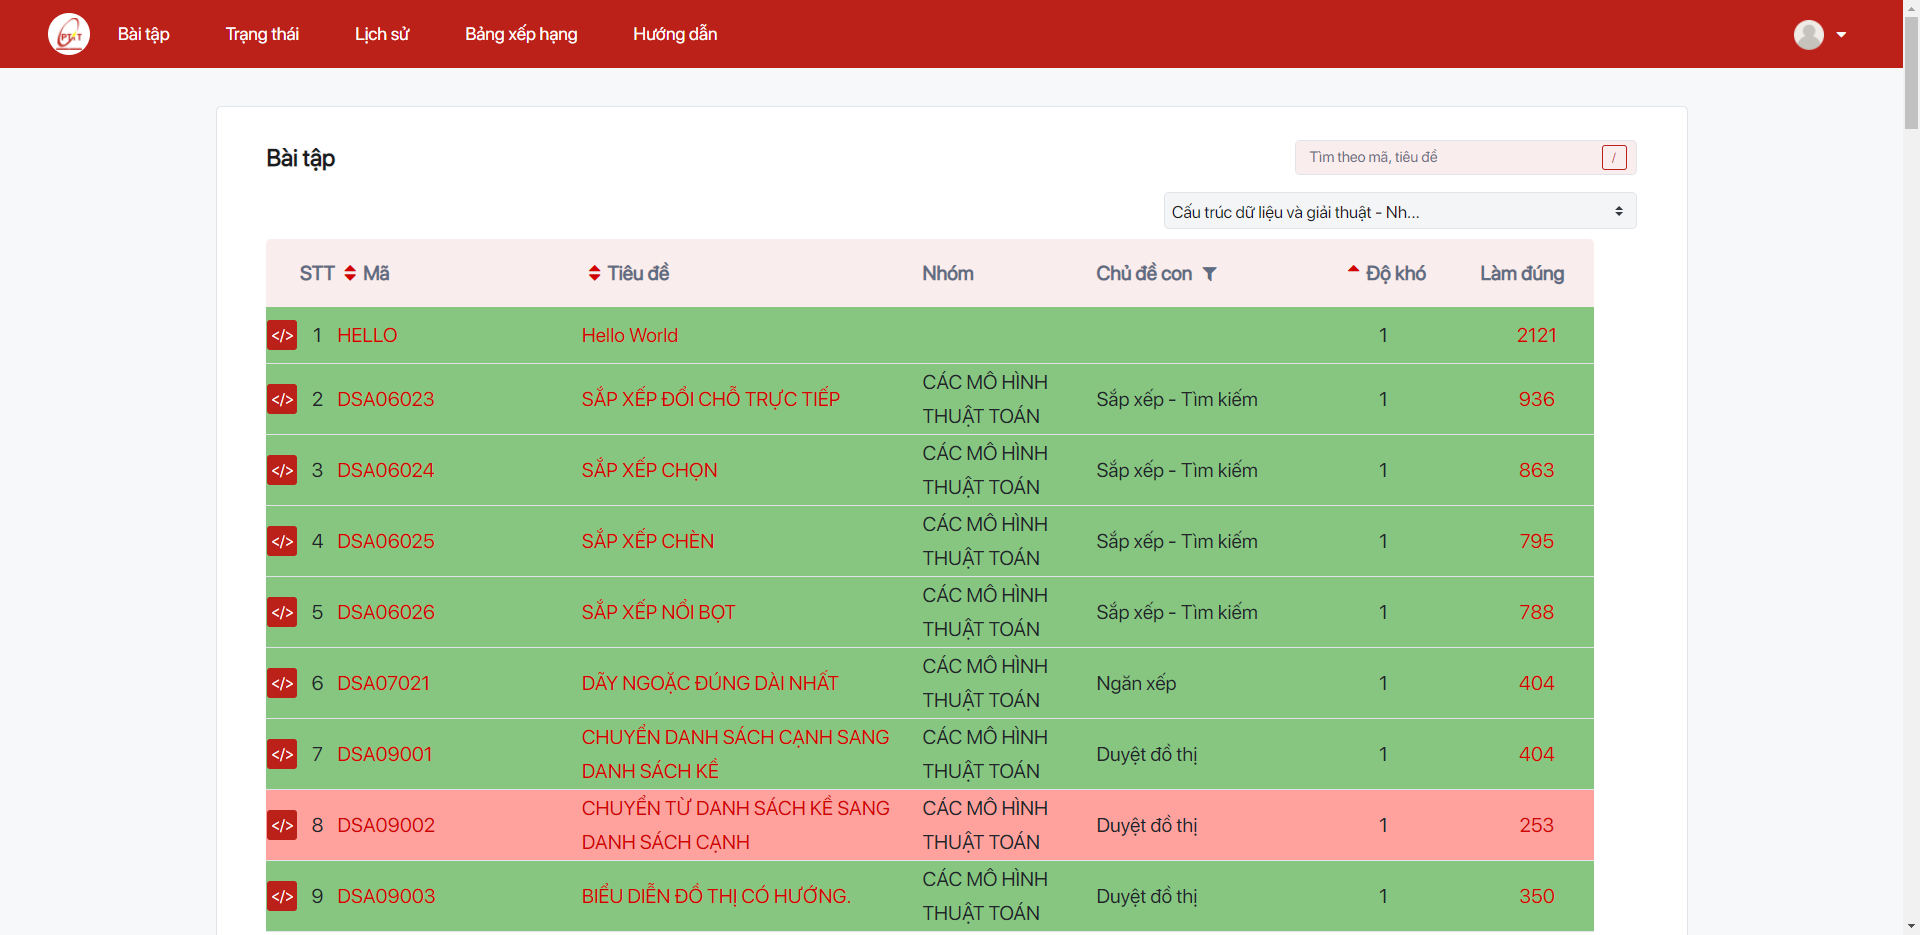 PTIT
Bài tập
Trạng thái
Lịch sử
Bảng xếp hạng
Hướng dẫn
Bài tập
Tìm theo mã, tiêu đề
/
Cấu trúc dữ liệu và giải thuật - Nh...
STT Mã Tiêu đề Nhóm Chủ đề con Độ khó Làm đúng
</> 1 HELLO Hello World 1 2121
CÁC MÔ HÌNH
</> 2 DSA06023 SẮP XẾP ĐỔI CHỖ TRỰC TIẾP Sắp xếp - Tìm kiếm 1 936
THUẬT TOÁN
CÁC MÔ HÌNH
</> 3 DSA06024 SẮP XẾP CHỌN Sắp xếp - Tìm kiếm 1 863
THUẬT TOÁN
CÁC MÔ HÌNH
</> 4 DSA06025 SẮP XẾP CHÈN Sắp xếp - Tìm kiếm 1 795
THUẬT TOÁN
CÁC MÔ HÌNH
</> 5 DSA06026 SẮP XẾP NỔI BỌT Sắp xếp - Tìm kiếm 1 788
THUẬT TOÁN
CÁC MÔ HÌNH
</> 6 DSA07021 DÃY NGOẶC ĐÚNG DÀI NHẤT Ngăn xếp 1 404
THUẬT TOÁN
CHUYỂN DANH SÁCH CẠNH SANG CÁC MÔ HÌNH
</> 7 DSA09001 Duyệt đồ thị 1 404
DANH SÁCH KỀ THUẬT TOÁN
CHUYỂN TỪ DANH SÁCH KỀ SANG CÁC MÔ HÌNH
</> 8 DSA09002 Duyệt đồ thị 1 253
DANH SÁCH CẠNH THUẬT TOÁN
CÁC MÔ HÌNH
</> 9 DSA09003 BIỂU DIỄN ĐỒ THỊ CÓ HƯỚNG. Duyệt đồ thị 1 350
THUẬT TOÁN